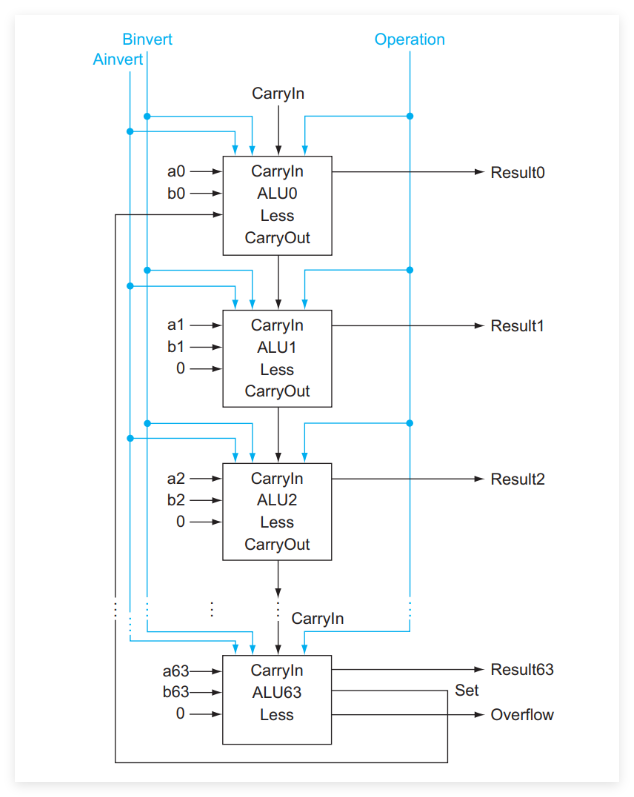 Binvert Operation
Ainvert
CarryIn
a0 CarryIn Result0
b0 ALU0
Less
CarryOut
a1 CarryIn Result1
b1 ALU1
0 Less
CarryOut
a2 CarryIn Result2
b2 ALU2
0 Less
CarryOut
CarryIn
a63 CarryIn Result63
b63 ALU63 Set
0 Less Overflow